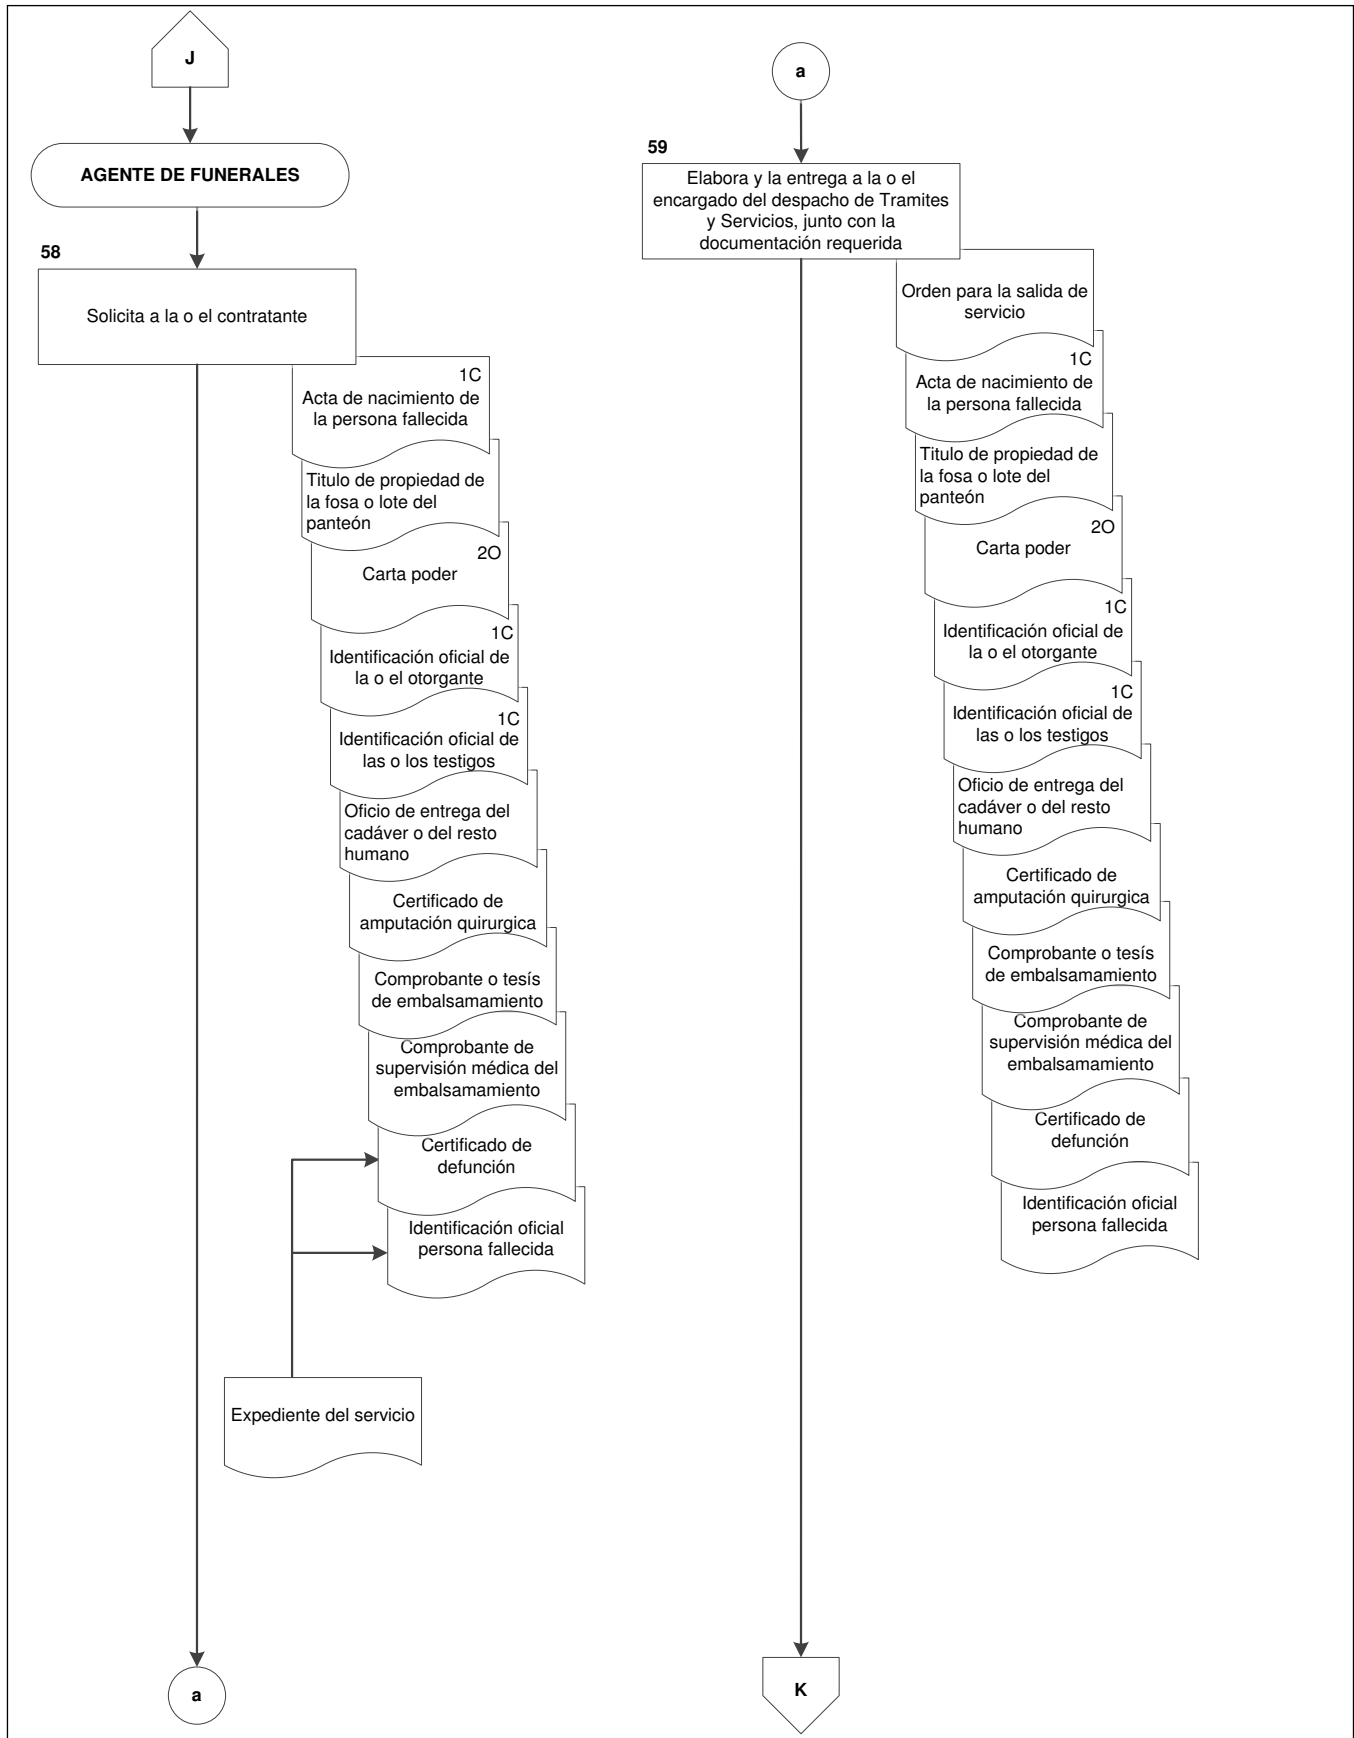 J
AGENTE DE FUNERALES
58
Solicita a la o el contratante
1C
Acta de nacimiento de
la persona fallecida
Titulo de propiedad de
la fosa o lote del
panteón
2O
Carta poder
1C
Identificación oficial de
la o el otorgante
1C
Identificación oficial de
las o los testigos
Oficio de entrega del
cadáver o del resto
humano
Certificado de
amputación quirurgica
Comprobante o tesís
de embalsamamiento
Comprobante de
supervisión médica del
embalsamamiento
Certificado de
defunción
Identificación oficial
persona fallecida
Expediente del servicio
a
a
59
Elabora y la entrega a la o el
encargado del despacho de Tramites
y Servicios, junto con la
documentación requerida
Orden para la salida de
servicio
1C
Acta de nacimiento de
la persona fallecida
Titulo de propiedad de
la fosa o lote del
panteón
2O
Carta poder
1C
Identificación oficial de
la o el otorgante
1C
Identificación oficial de
las o los testigos
Oficio de entrega del
cadáver o del resto
humano
Certificado de
amputación quirurgica
Comprobante o tesís
de embalsamamiento
Comprobante de
supervisión médica del
embalsamamiento
Certificado de
defunción
Identificación oficial
persona fallecida
K